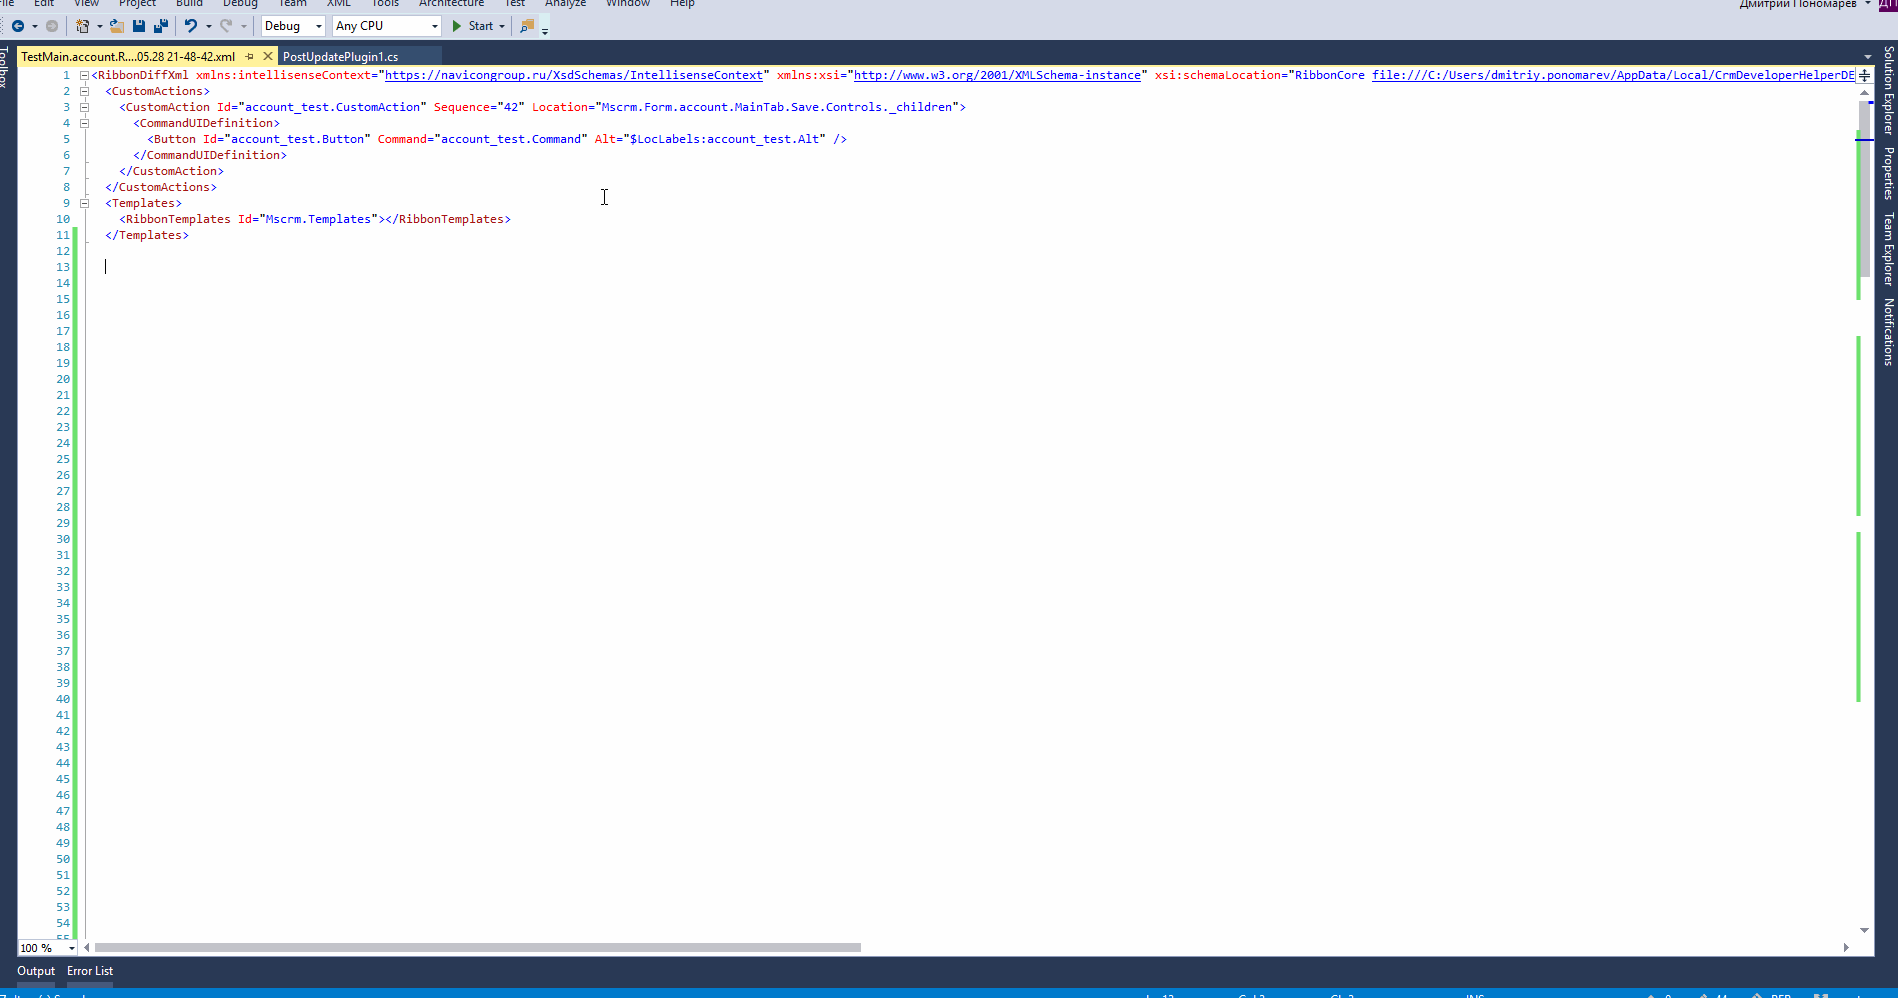 File Edit View Project Build Debug Team XML Tools Architecture Test Analyze Window Help Дмитрий Пономарев ДП
Debug Any CPU Start
Toolbox
TestMain.account.R....05.28 21-48-42.xml PostUpdatePlugin1.cs
1 <RibbonDiffXml xmlns:intellisenseContext="https://navicongroup.ru/XsdSchemas/IntellisenseContext" xmlns:xsi="http://www.w3.org/2001/XMLSchema-instance" xsi:schemaLocation="RibbonCore file:///C:/Users/dmitriy.ponomarev/AppData/Local/CrmDeveloperHelperDE
2 <CustomActions>
3 <CustomAction Id="account_test.CustomAction" Sequence="42" Location="Mscrm.Form.account.MainTab.Save.Controls._children">
4 <CommandUIDefinition>
5 <Button Id="account_test.Button" Command="account_test.Command" Alt="$LocLabels:account_test.Alt" />
6 </CommandUIDefinition>
7 </CustomAction>
8 </CustomActions>
9 <Templates>
10 <RibbonTemplates Id="Mscrm.Templates"></RibbonTemplates>
11 </Templates>
12
13
14
15
16
17
18
19
20
21
22
23
24
25
26
27
28
29
30
31
32
33
34
35
36
37
38
39
40
41
42
43
44
45
46
47
48
49
50
51
52
53
54
55
Solution Explorer
Properties
Team Explorer
Notifications
100 %
Output Error List